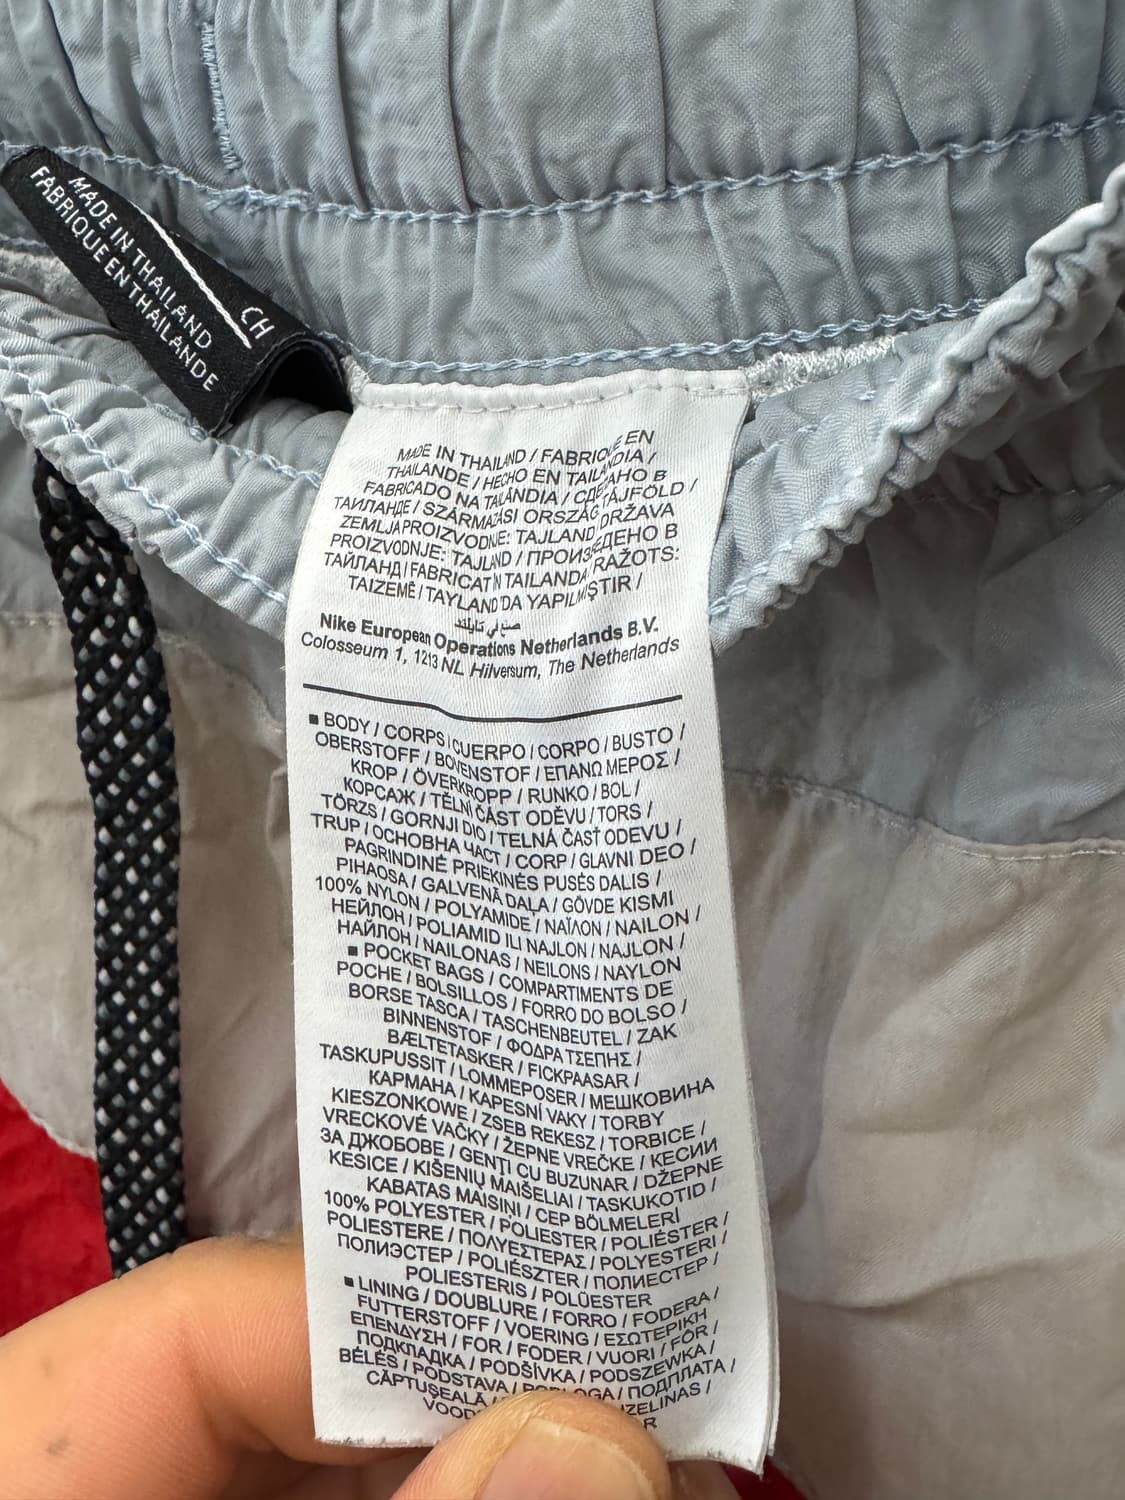 CH
MADE IN THAILAND
FABRIQUE EN THAILANDE
MADE IN THAILAND / FABRIQUÉ EN
THAILANDE / HECHO EN TAILANDIA /
FABRICADO NA TAILÂNDIA / СДЕЛАНО В
ТАИЛАНДЕ / SZÁRMAZÁSI ORSZÁG TÁJFÖLD /
ZEMLJA PROIZVODNJE: TAJLAND / DRŽAVA
PROIZVODNJE: TAJLAND / ПРОИЗВЕДЕНО В
ТАЙЛАНД / FABRICAT ÎN TAILANDA / RAŽOTS:
TAIZEMĒ / TAYLAND'DA YAPILMIŞTIR /
صنع في تايلند
Nike European Operations Netherlands B.V.
Colosseum 1, 1213 NL Hilversum, The Netherlands
■ BODY / CORPS / CUERPO / CORPO / BUSTO /
OBERSTOFF / BOVENSTOF / ΕΠΑΝΩ ΜΕΡΟΣ /
KROP / ÖVERKROPP / RUNKO / BOL /
КОРСАЖ / TĚLNÍ ČÁST ODĚVU / TORS /
TÖRZS / GORNJI DIO / TELNÁ ČASŤ ODEVU /
TRUP / ОСНОВНА ЧАСТ / CORP / GLAVNI DEO /
PAGRINDINĖ PRIEKINĖS PUSĖS DALIS /
PIHAOSA / GALVENĀ DAĻA / GÖVDE KISMI
100% NYLON / POLYAMIDE / ΝΑΪΛΟΝ / NAILON /
НЕЙЛОН / POLIAMID ILI NAJLON / NAJLON /
НАЙЛОН / NAILONAS / NEILONS / NAYLON
■ POCKET BAGS / COMPARTIMENTS DE
POCHE / BOLSILLOS / FORRO DO BOLSO /
BORSE TASCA / TASCHENBEUTEL / ZAK
BINNENSTOF / ΦΟΔΡΑ ΤΣΕΠΗΣ /
BÆLTETASKER / FICKPAASAR /
TASKUPUSSIT / LOMMEPOSER / МЕШКОВИНА
КАРМАНА / KAPESNÍ VAKY / TORBY
KIESZONKOWE / ZSEB REKESZ / TORBICE /
VRECKOVÉ VAČKY / ŽEPNE VREČKE / КЕСИИ
ЗА ДЖОБОВЕ / GENŢI CU BUZUNAR / DŽEPNE
KESICE / KIŠENIŲ MAIŠELIAI / TASKUKOTID /
KABATAS MAISIŅI / CEP BÖLMELERİ
100% POLYESTER / POLIESTER / POLIÉSTER /
POLIESTERE / ΠΟΛΥΕΣΤΕΡΑΣ / POLYESTERI /
ПОЛИЭСТЕР / POLIÉSZTER / ПОЛИЕСТЕР /
POLIESTERIS / POLÜESTER
■ LINING / DOUBLURE / FORRO / FODERA /
FUTTERSTOFF / VOERING / ΕΣΩΤΕΡΙΚΗ
ΕΠΕΝΔΥΣΗ / FOR / FODER / VUORI / FÔR /
ПОДКЛАДКА / PODŠÍVKA / PODSZEWKA /
BÉLÉS / PODSTAVA / ПОДПЛАТА /
CĂPTUŞEALĂ /